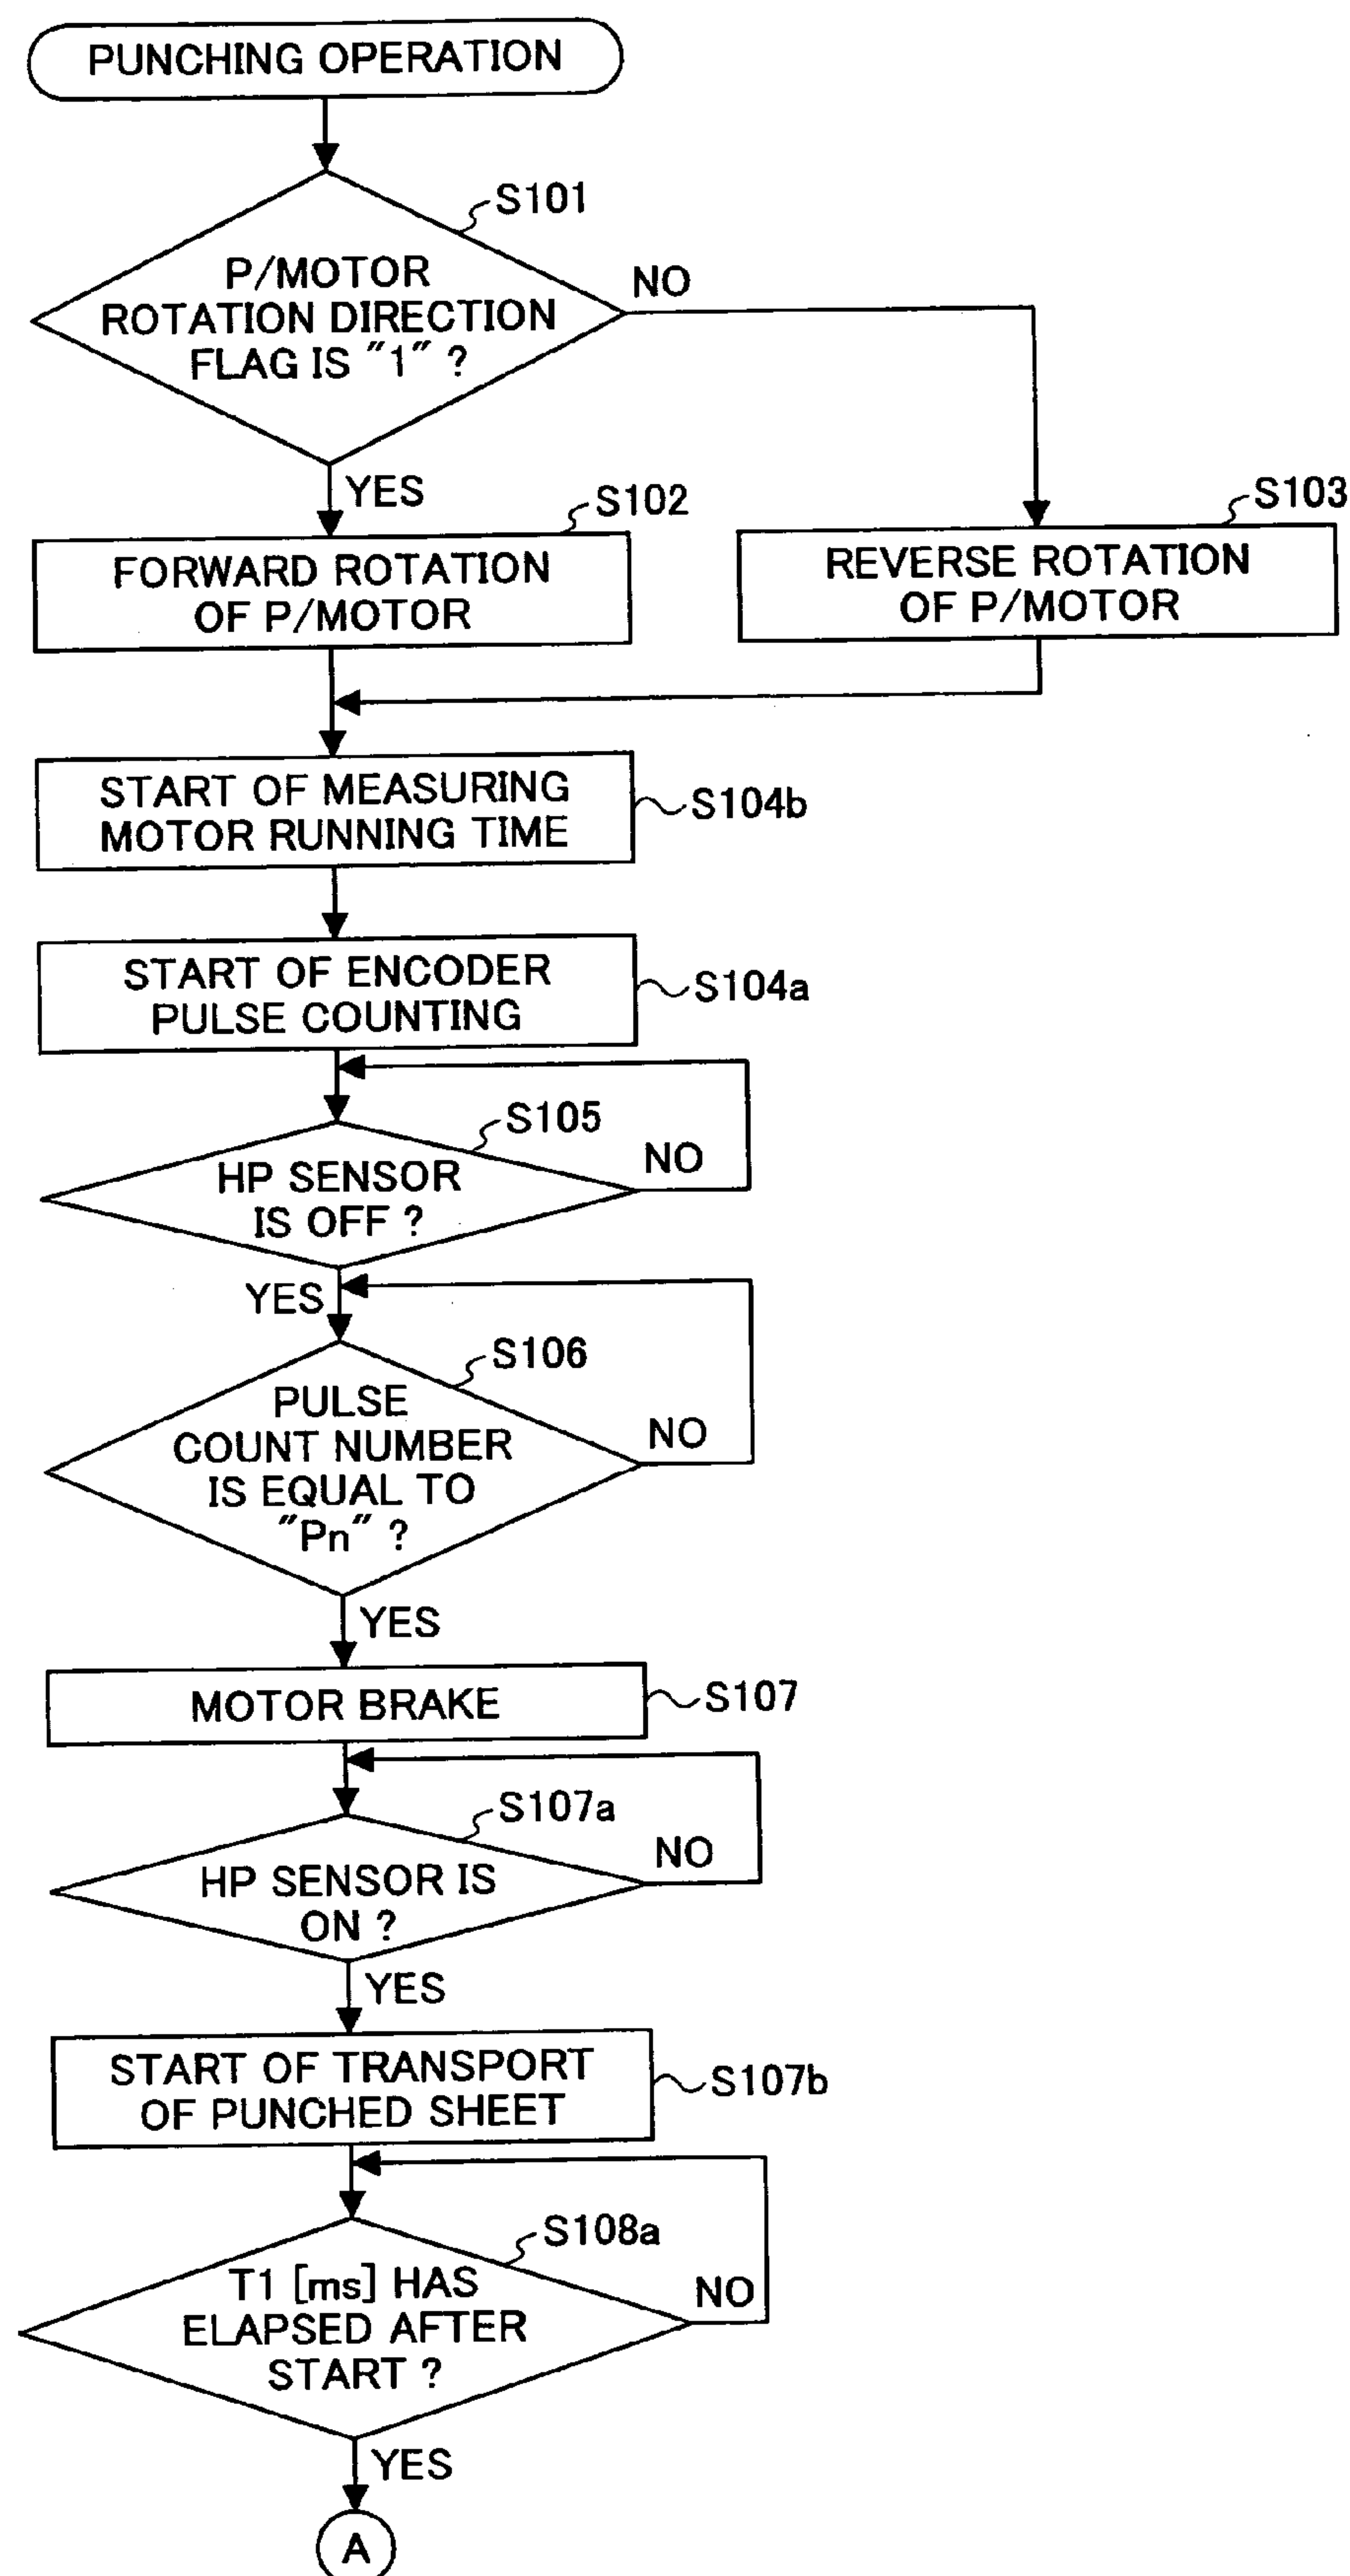 PUNCHING OPERATION
S101
P/MOTOR
ROTATION DIRECTION
FLAG IS "1" ?
NO
YES
S102
FORWARD ROTATION
OF P/MOTOR
S103
REVERSE ROTATION
OF P/MOTOR
START OF MEASURING
MOTOR RUNNING TIME
S104b
START OF ENCODER
PULSE COUNTING
S104a
S105
HP SENSOR
IS OFF ?
NO
YES
S106
PULSE
COUNT NUMBER
IS EQUAL TO
"Pn" ?
NO
YES
MOTOR BRAKE
S107
S107a
HP SENSOR IS
ON ?
NO
YES
START OF TRANSPORT
OF PUNCHED SHEET
S107b
S108a
T1 [ms] HAS
ELAPSED AFTER
START ?
NO
YES
A